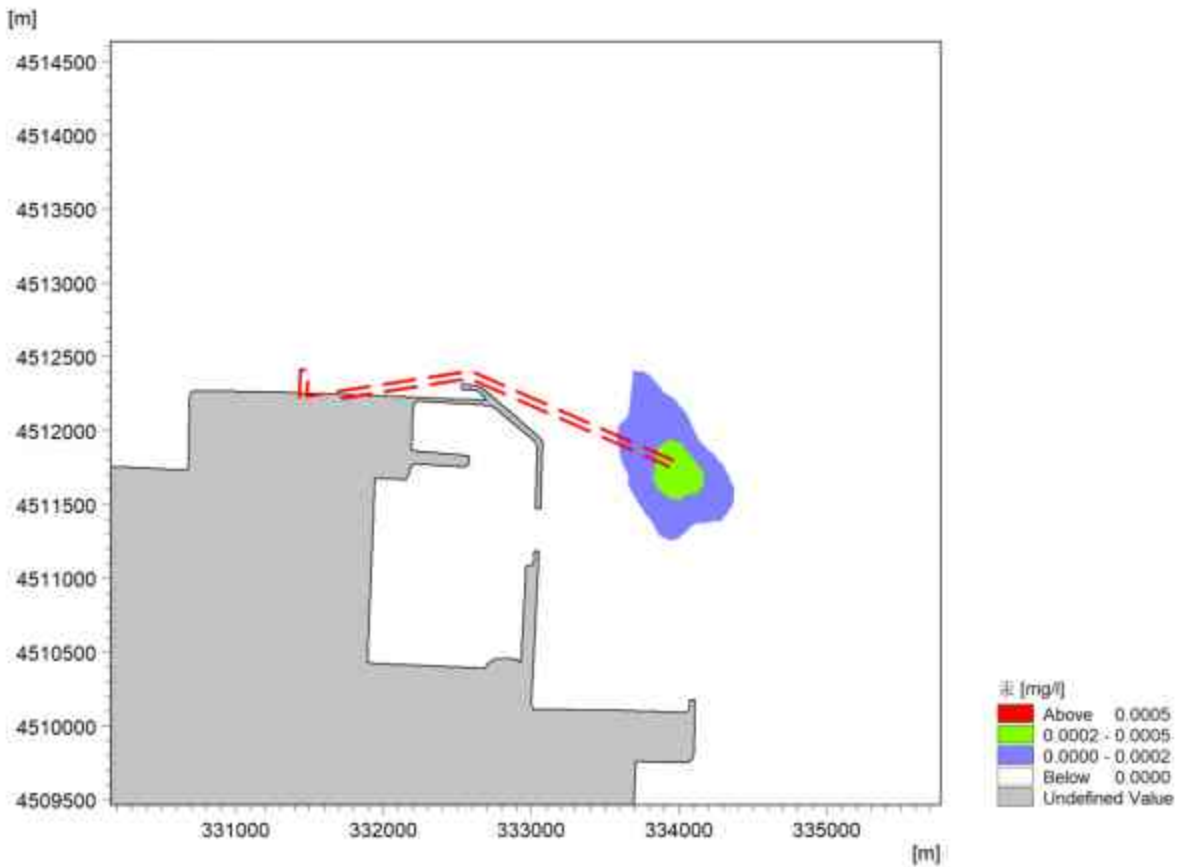 [m]
4514500
4514000
4513500
4513000
4512500
4512000
4511500
4511000
4510500
4510000
4509500
331000 332000 333000 334000 335000
[m]
汞 [mg/l]
Above 0.0005
0.0002 - 0.0005
0.0000 - 0.0002
Below 0.0000
Undefined Value